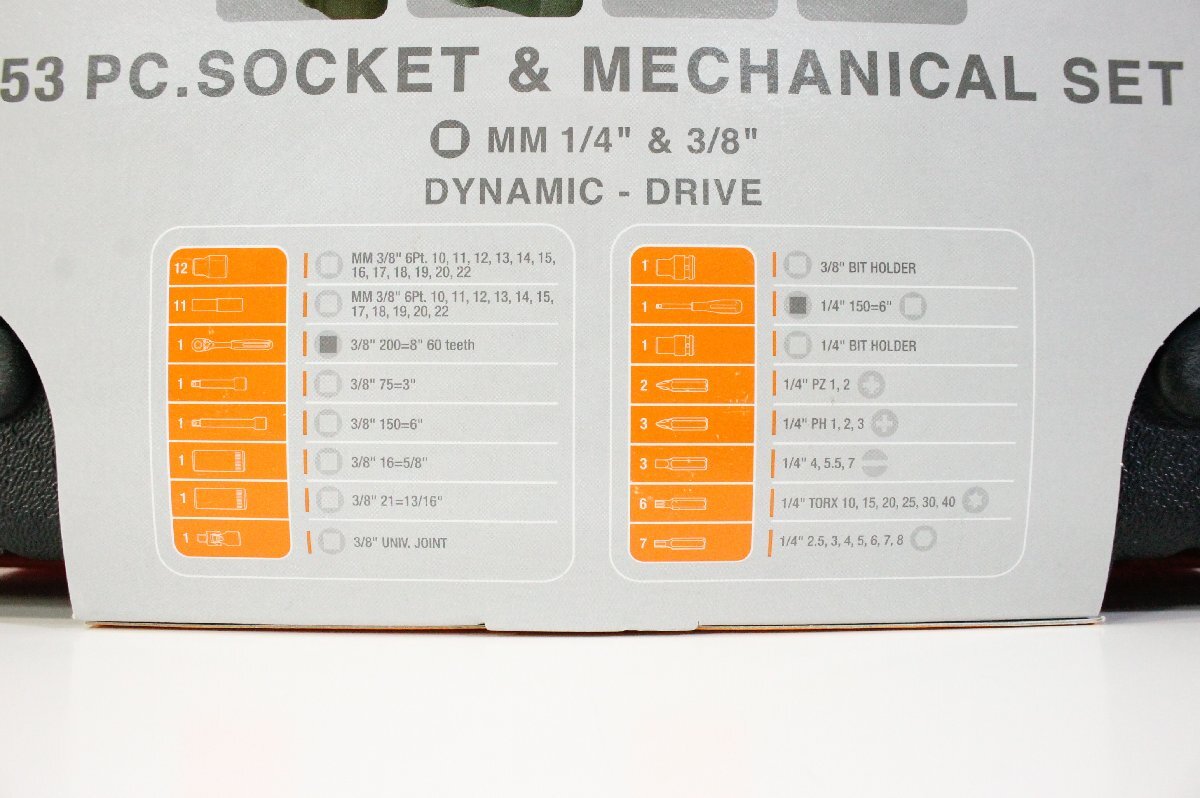 53 PC. SOCKET & MECHANICAL SET
MM 1/4" & 3/8"
DYNAMIC - DRIVE
12 MM 3/8" 6Pt. 10, 11, 12, 13, 14, 15,
16, 17, 18, 19, 20, 22
11 MM 3/8" 6Pt. 10, 11, 12, 13, 14, 15,
17, 18, 19, 20, 22
1 3/8" 200=8" 60 teeth
1 3/8" 75=3"
1 3/8" 150=6"
1 3/8" 16=5/8"
1 3/8" 21=13/16"
1 3/8" UNIV. JOINT
1 3/8" BIT HOLDER
1 1/4" 150=6"
1 1/4" BIT HOLDER
2 1/4" PZ 1, 2
3 1/4" PH 1, 2, 3
3 1/4" 4, 5.5, 7
6 1/4" TORX 10, 15, 20, 25, 30, 40
7 1/4" 2.5, 3, 4, 5, 6, 7, 8